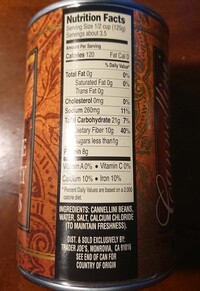 Nutrition Facts
Serving Size 1/2 cup (125g)
Servings about 3.5
Amount Per Serving
Calories 120 Fat Cal 0
% Daily Value*
Total Fat 0g 0%
Saturated Fat 0g 0%
Trans Fat 0g
Cholesterol 0mg 0%
Sodium 260mg 11%
Total Carbohydrate 21g 7%
Dietary Fiber 10g 40%
Sugars less than 1g
Protein 8g
Vitamin A 0% • Vitamin C 0%
Calcium 10% • Iron 10%
* Percent Daily Values are based on a 2,000
calorie diet.
INGREDIENTS: CANNELLINI BEANS,
WATER, SALT, CALCIUM CHLORIDE
(TO MAINTAIN FRESHNESS).
DIST. & SOLD EXCLUSIVELY BY:
TRADER JOE'S, MONROVIA, CA 91016
SEE END OF CAN FOR
COUNTRY OF ORIGIN